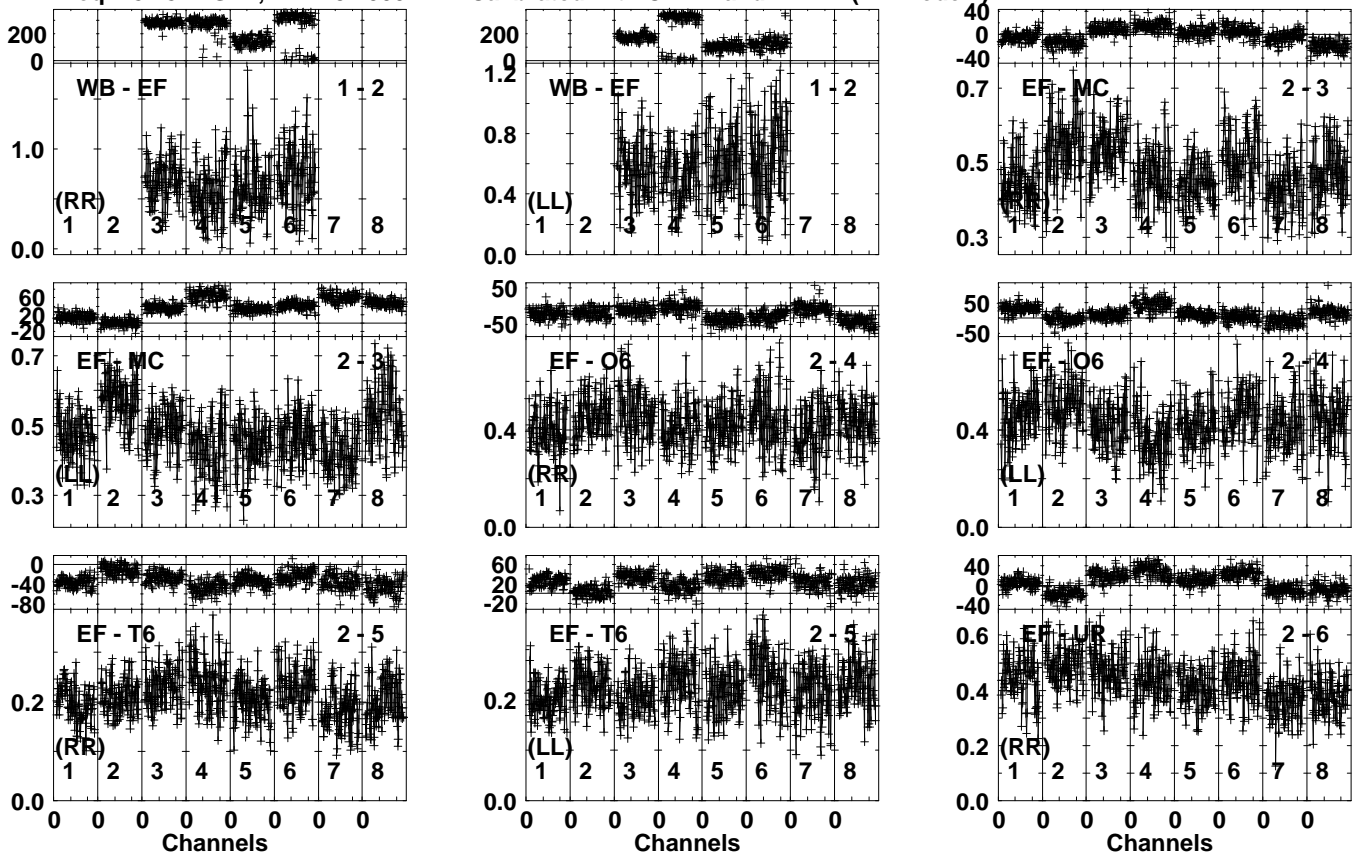 200
0
WB - EF
1 - 2
1.0
0.0
(RR)
1 2 3 4 5 6 7 8
200
0
WB - EF
1 - 2
1.2
0.8
0.4
0.0
(LL)
1 2 3 4 5 6 7 8
40
0
-40
EF - MC
2 - 3
0.7
0.5
0.3
(RR)
1 2 3 4 5 6 7 8
60
20
-20
EF - MC
2 - 3
0.7
0.5
0.3
(LL)
1 2 3 4 5 6 7 8
50
-50
EF - O6
2 - 4
0.4
0.0
(RR)
1 2 3 4 5 6 7 8
50
-50
EF - O6
2 - 4
0.4
0.0
(LL)
1 2 3 4 5 6 7 8
0
-40
-80
EF - T6
2 - 5
0.2
0.0
(RR)
1 2 3 4 5 6 7 8
0 0 0 0 0 0 0 0
Channels
60
20
-20
EF - T6
2 - 5
0.2
0.0
(LL)
1 2 3 4 5 6 7 8
0 0 0 0 0 0 0 0
Channels
40
0
-40
EF - UR
2 - 6
0.6
0.4
0.2
0.0
(RR)
1 2 3 4 5 6 7 8
0 0 0 0 0 0 0 0
Channels